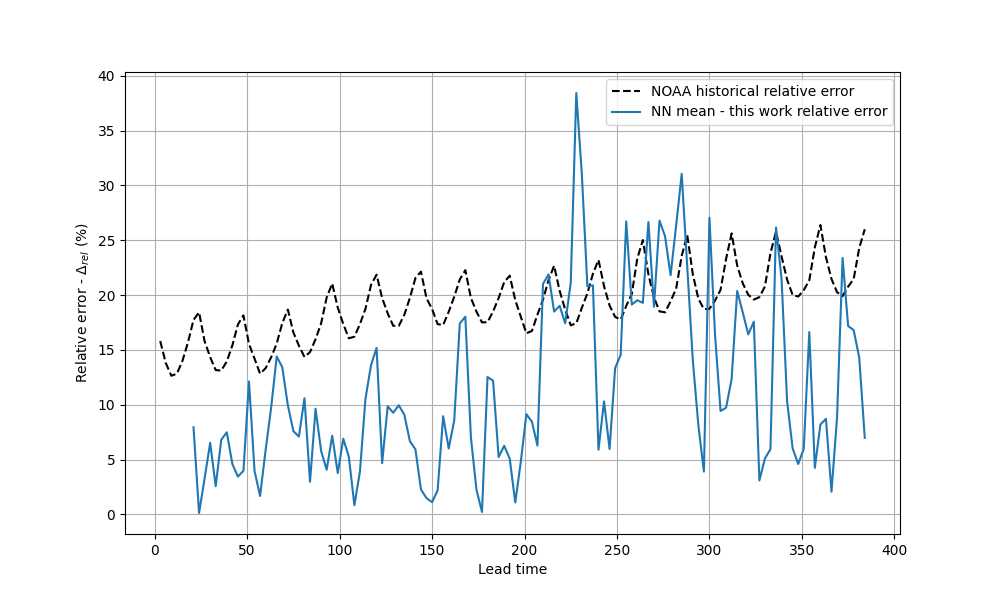 40
35
30
25
20
15
10
5
0
Relative error - Δrel (%)
NOAA historical relative error
NN mean - this work relative error
0 50 100 150 200 250 300 350 400
Lead time